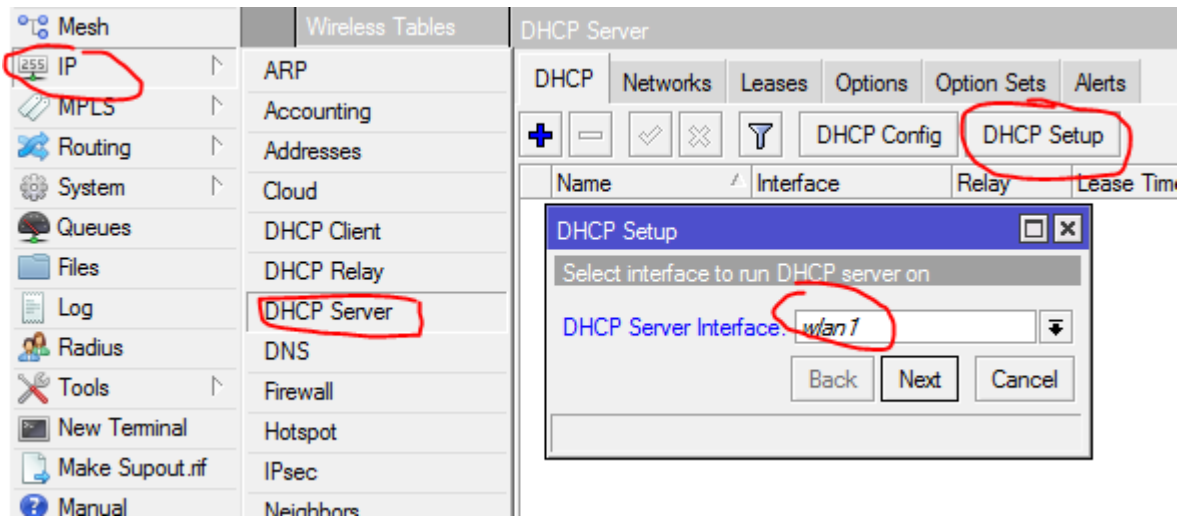 Mesh
255 IP
MPLS
Routing
System
Queues
Files
Log
Radius
Tools
New Terminal
Make Supout.rif
Manual
Wireless Tables
ARP
Accounting
Addresses
Cloud
DHCP Client
DHCP Relay
DHCP Server
DNS
Firewall
Hotspot
IPsec
Neighbors
DHCP Server
DHCP Networks Leases Options Option Sets Alerts
DHCP Config DHCP Setup
Name Interface Relay Lease Time
DHCP Setup
Select interface to run DHCP server on
DHCP Server Interface: wlan1
Back Next Cancel